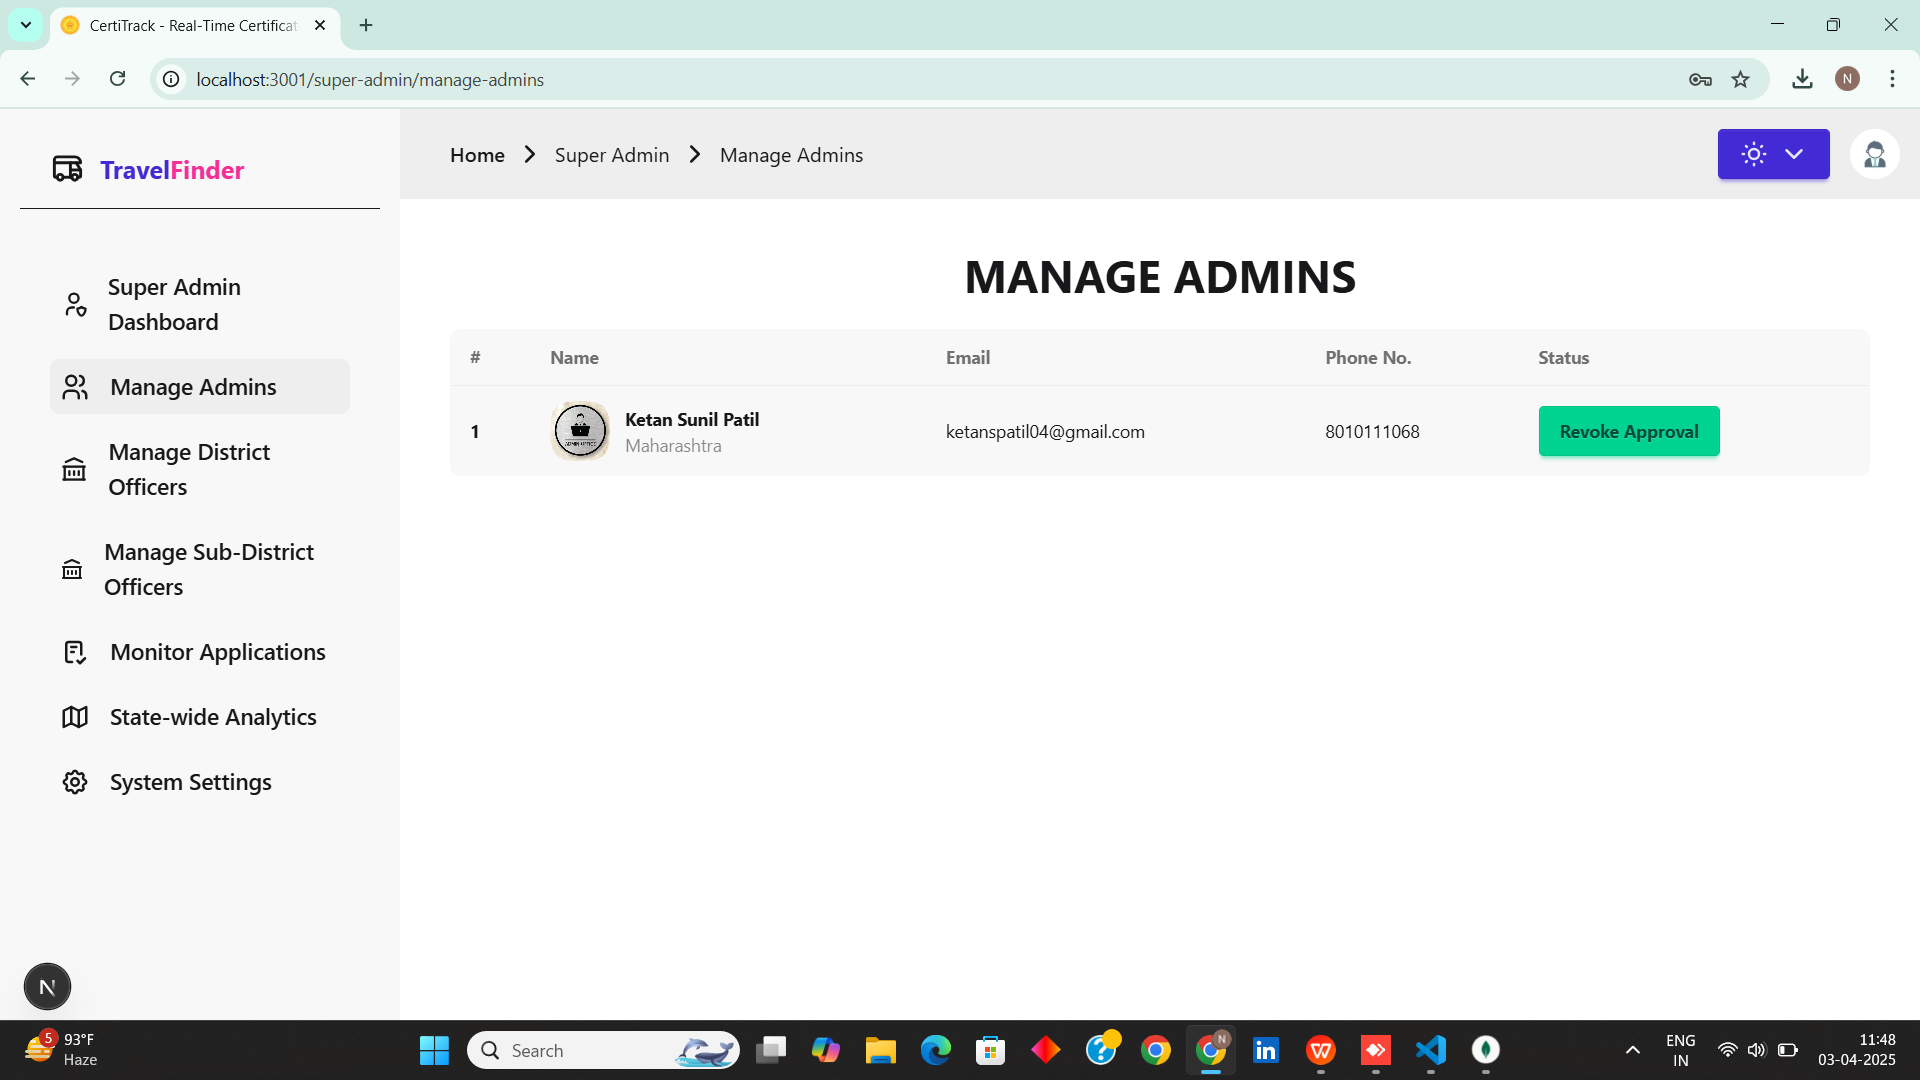 CertiTrack - Real-Time Certificat
localhost:3001/super-admin/manage-admins
N
TravelFinder
Home
Super Admin
Manage Admins
Super Admin
Dashboard
Manage Admins
Manage District
Officers
Manage Sub-District
Officers
Monitor Applications
State-wide Analytics
System Settings
MANAGE ADMINS
# Name Email Phone No. Status
1 Ketan Sunil Patil ketanspatil04@gmail.com 8010111068 Revoke Approval
Maharashtra
N
5
93°F
Haze
Search
N
ENG
IN
11:48
03-04-2025